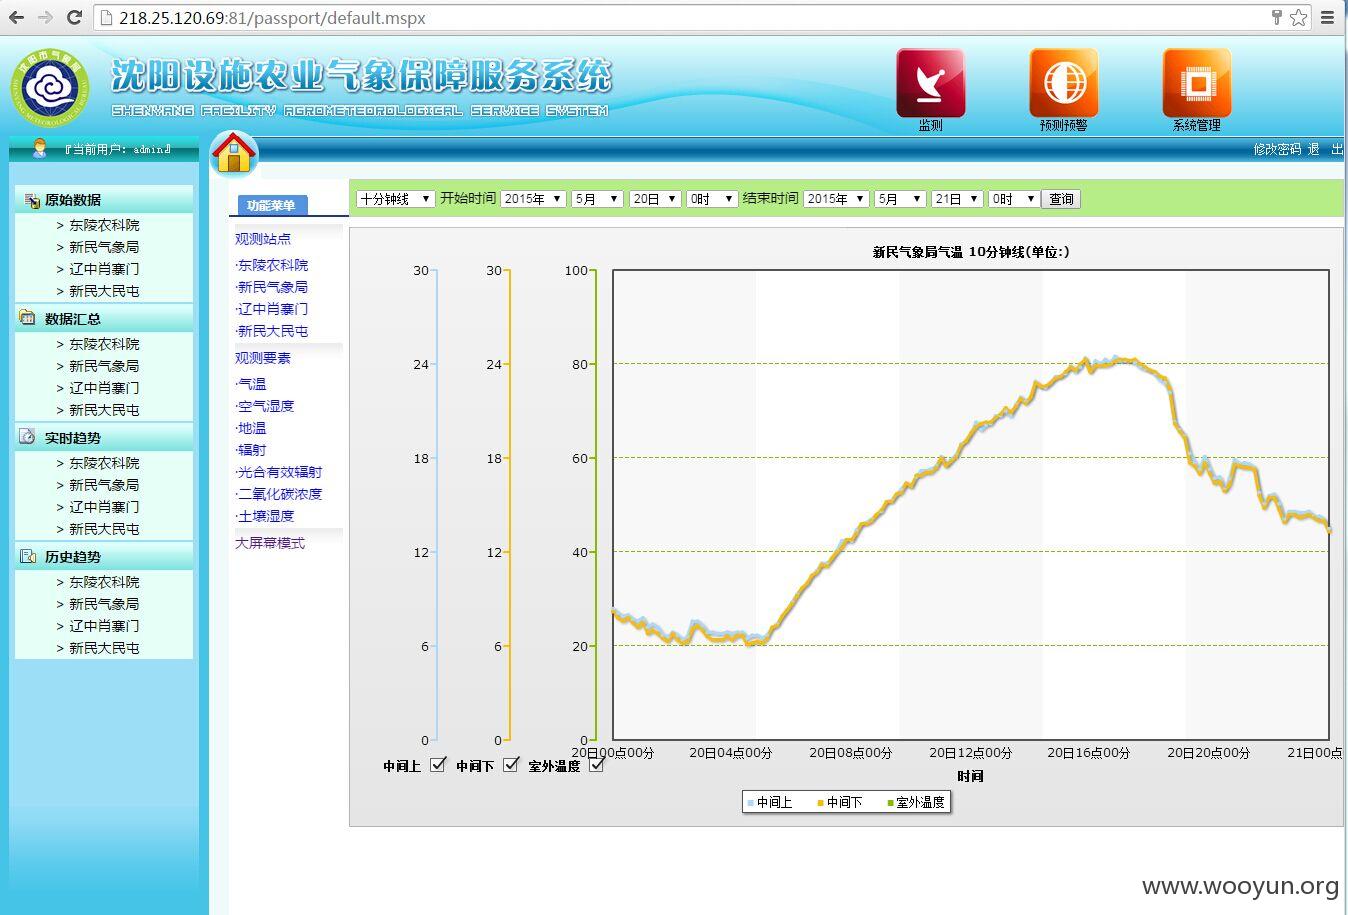 218.25.120.69:81/passport/default.mspx
沈阳设施农业气象保障服务系统
SHENYANG FACILITY AGROMETEOROLOGICAL SERVICE SYSTEM
监测
预测预警
系统管理
『当前用户: admin』
修改密码 退 出
原始数据
> 东陵农科院
> 新民气象局
> 辽中肖寨门
> 新民大民屯
数据汇总
> 东陵农科院
> 新民气象局
> 辽中肖寨门
> 新民大民屯
实时趋势
> 东陵农科院
> 新民气象局
> 辽中肖寨门
> 新民大民屯
历史趋势
> 东陵农科院
> 新民气象局
> 辽中肖寨门
> 新民大民屯
功能菜单
观测站点
·东陵农科院
·新民气象局
·辽中肖寨门
·新民大民屯
观测要素
·气温
·空气湿度
·地温
·辐射
·光合有效辐射
·二氧化碳浓度
·土壤湿度
大屏幕模式
十分钟线 开始时间 2015年 5月 20日 0时 结束时间 2015年 5月 21日 0时 查询
新民气象局气温 10分钟线(单位:)
30 30 100
24 24 80
18 18 60
12 12 40
6 6 20
0 0 0
20日00点00分 20日04点00分 20日08点00分 20日12点00分 20日16点00分 20日20点00分 21日00点
中间上 中间下 室外温度
时间
中间上 中间下 室外温度
www.wooyun.org